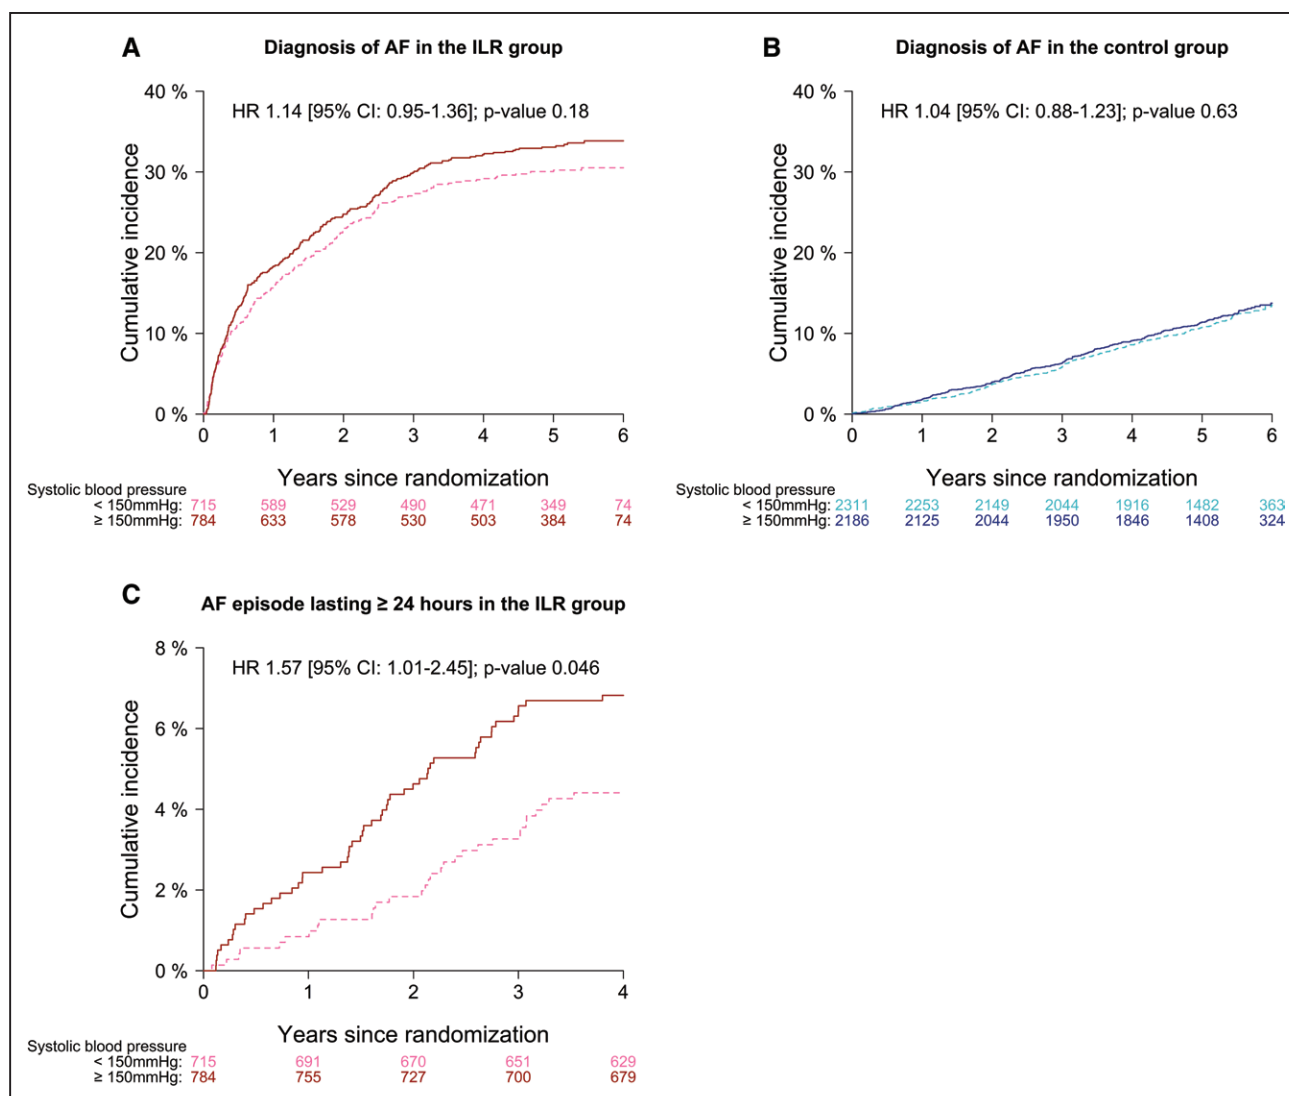 A
Diagnosis of AF in the ILR group
HR 1.14 [95% CI: 0.95-1.36]; p-value 0.18
Cumulative incidence
40 %
30 %
20 %
10 %
0 %
0 1 2 3 4 5 6
Years since randomization
Systolic blood pressure
< 150mmHg: 715 589 529 490 471 349 74
≥ 150mmHg: 784 633 578 530 503 384 74
B
Diagnosis of AF in the control group
HR 1.04 [95% CI: 0.88-1.23]; p-value 0.63
Cumulative incidence
40 %
30 %
20 %
10 %
0 %
0 1 2 3 4 5 6
Years since randomization
Systolic blood pressure
< 150mmHg: 2311 2253 2149 2044 1916 1482 363
≥ 150mmHg: 2186 2125 2044 1950 1846 1408 324
C
AF episode lasting ≥ 24 hours in the ILR group
HR 1.57 [95% CI: 1.01-2.45]; p-value 0.046
Cumulative incidence
8 %
6 %
4 %
2 %
0 %
0 1 2 3 4
Years since randomization
Systolic blood pressure
< 150mmHg: 715 691 670 651 629
≥ 150mmHg: 784 755 727 700 679